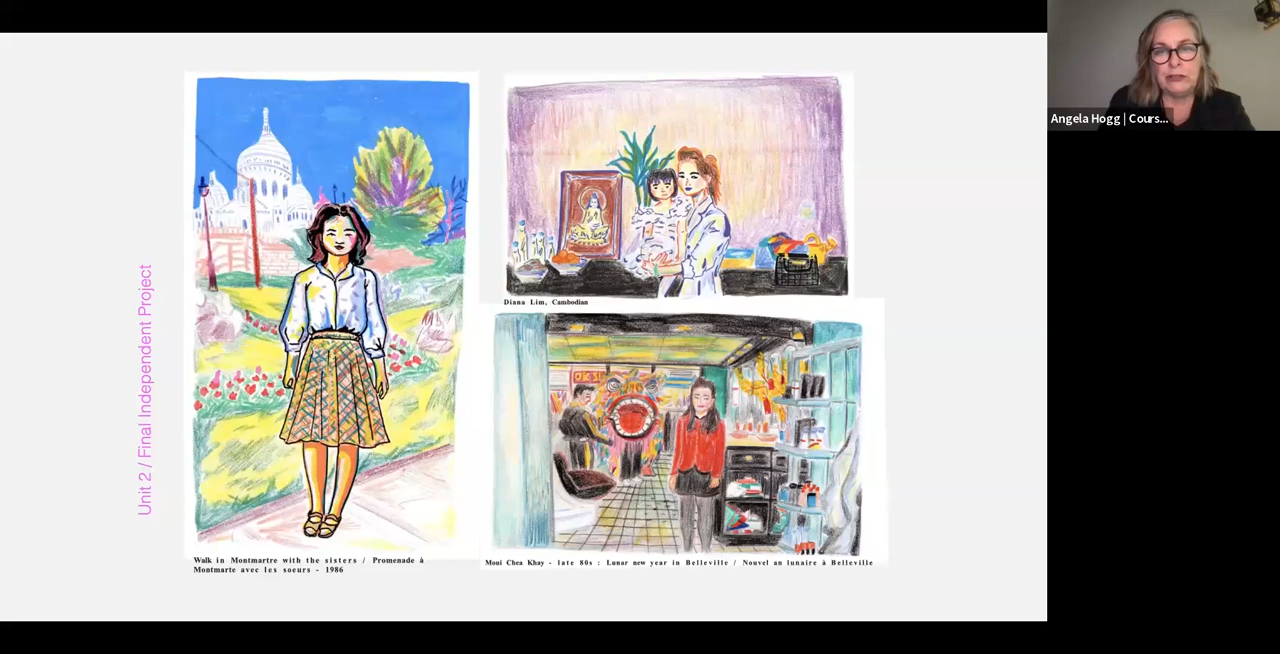 Unit 2 / Final Independent Project
Walk in Montmartre with the sisters / Promenade à
Montmarte avec les soeurs - 1986
Diana Lim, Cambodian
Moui Chea Khay - late 80s : Lunar new year in Belleville / Nouvel an lunaire à Belleville
Angela Hogg | Cours...